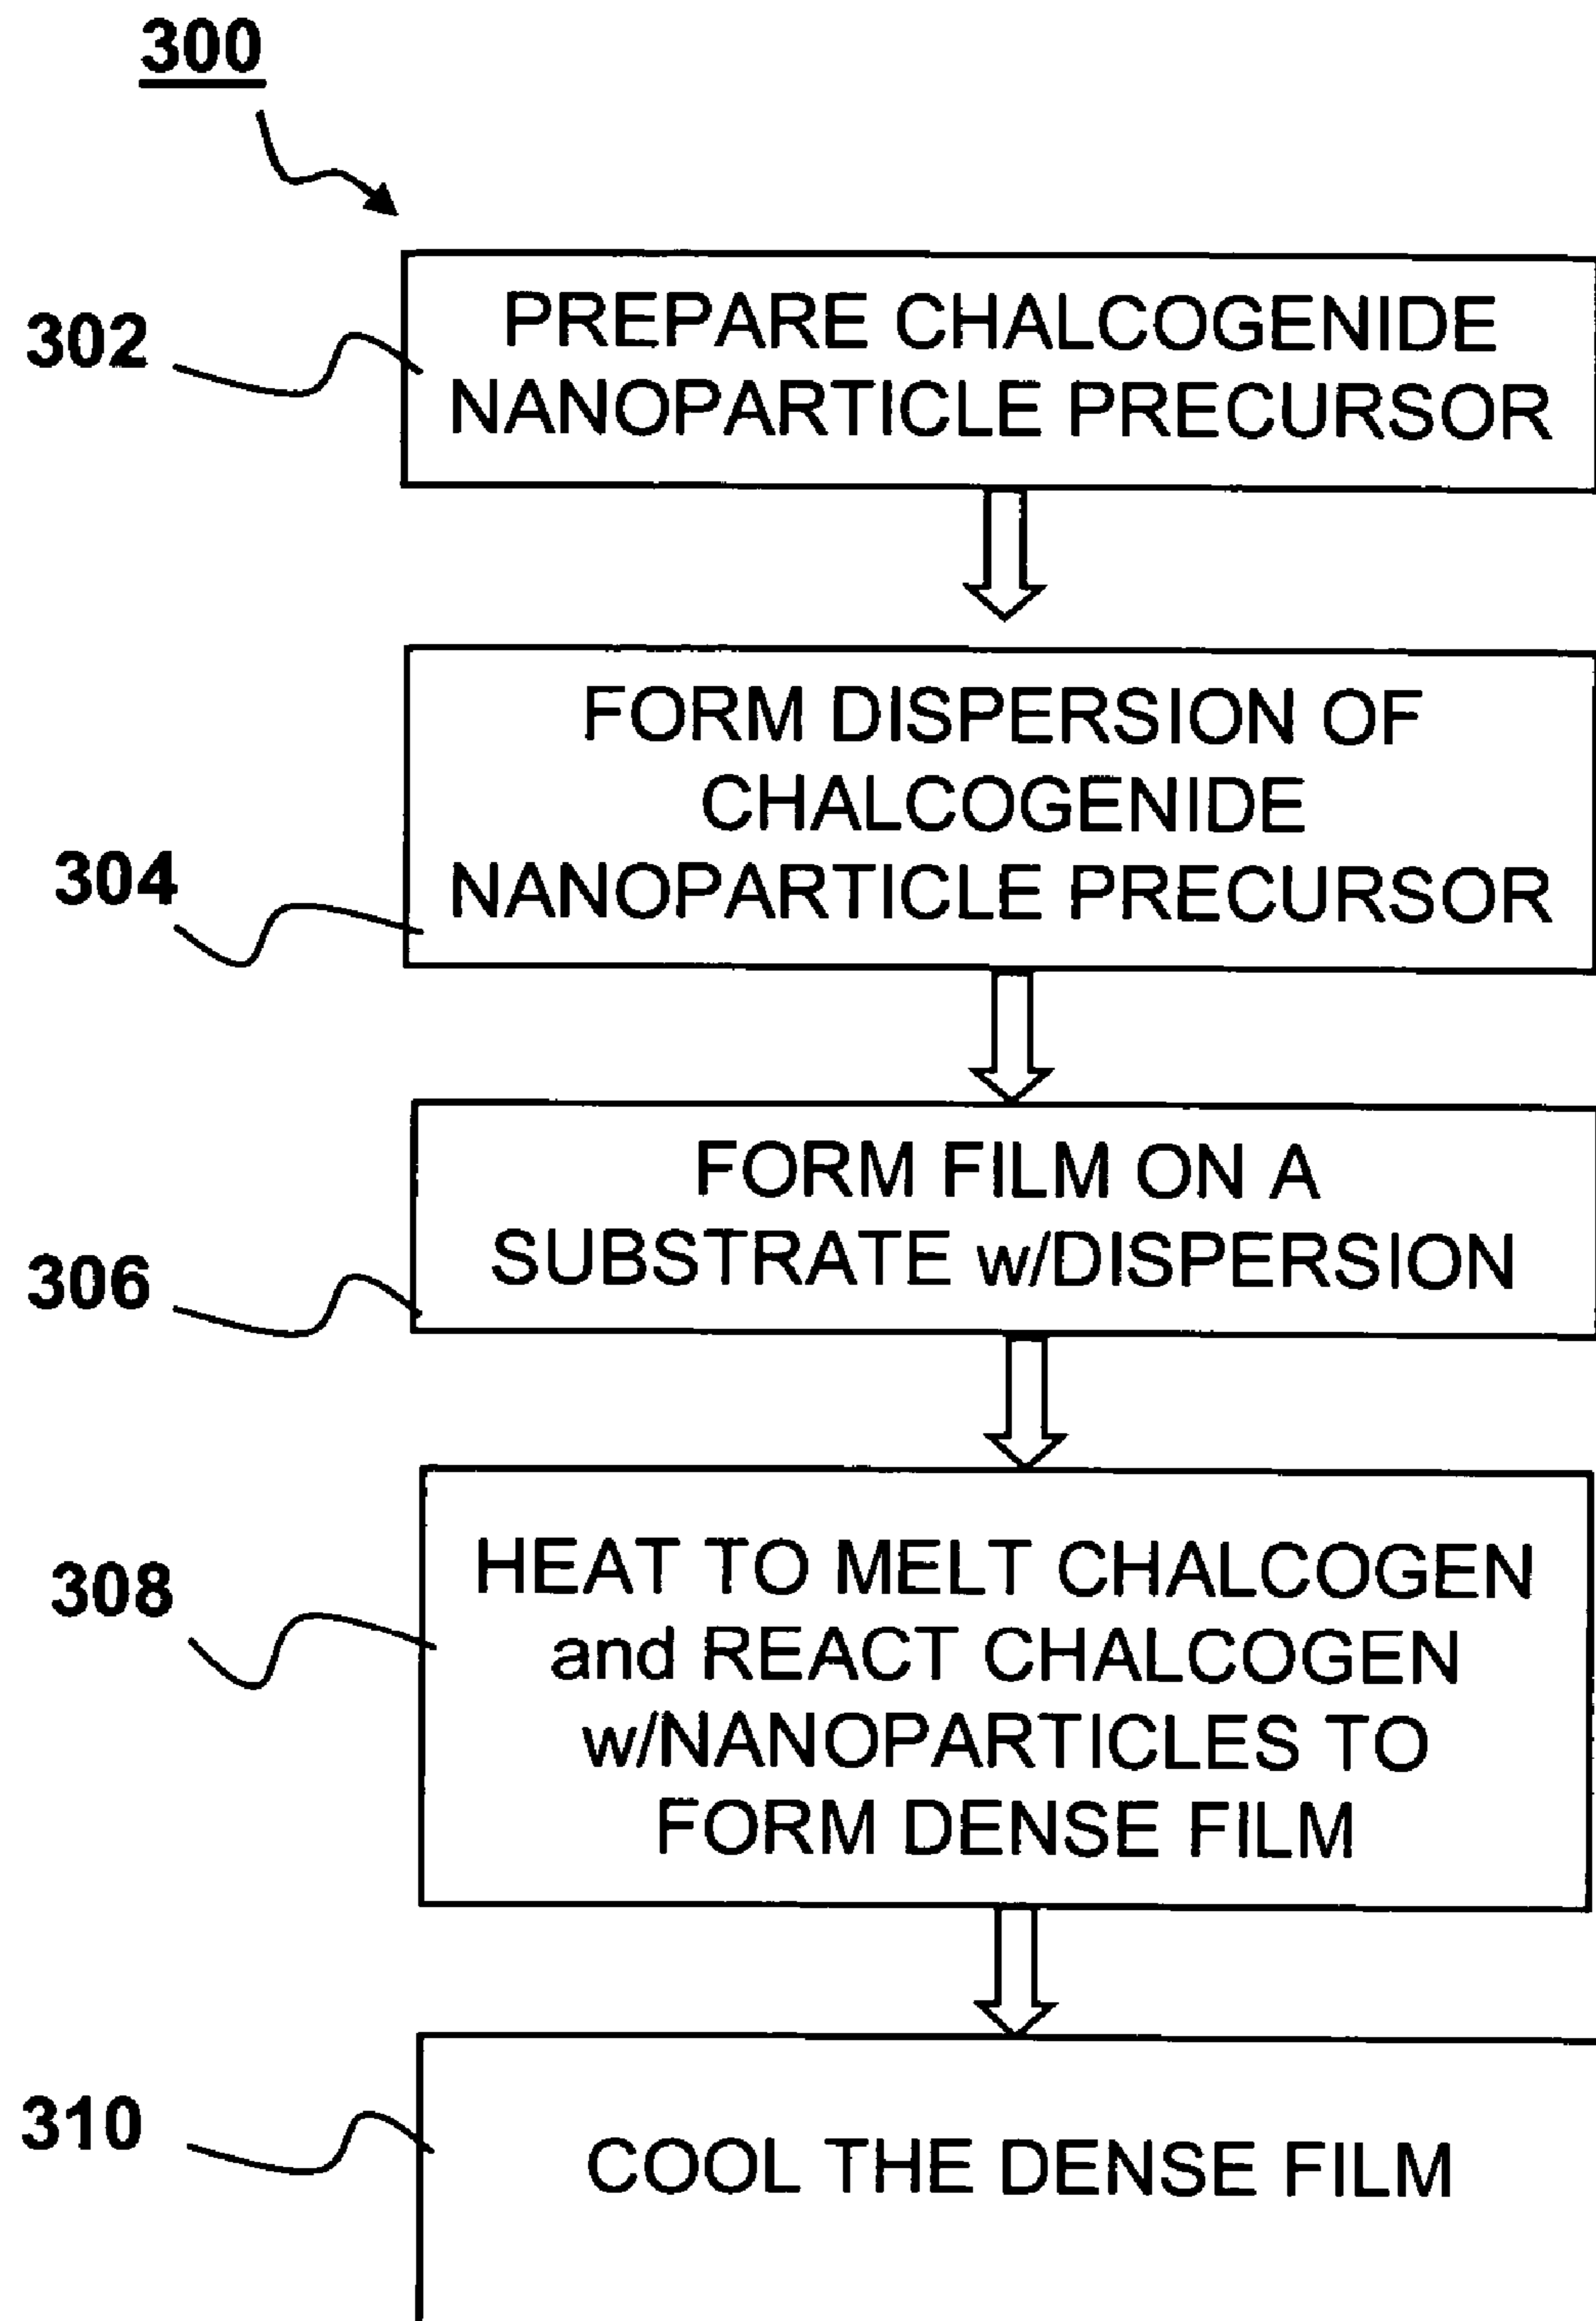 300
302
PREPARE CHALCOGENIDE
NANOPARTICLE PRECURSOR
304
FORM DISPERSION OF
CHALCOGENIDE
NANOPARTICLE PRECURSOR
306
FORM FILM ON A
SUBSTRATE w/DISPERSION
308
HEAT TO MELT CHALCOGEN
and REACT CHALCOGEN
w/NANOPARTICLES TO
FORM DENSE FILM
310
COOL THE DENSE FILM